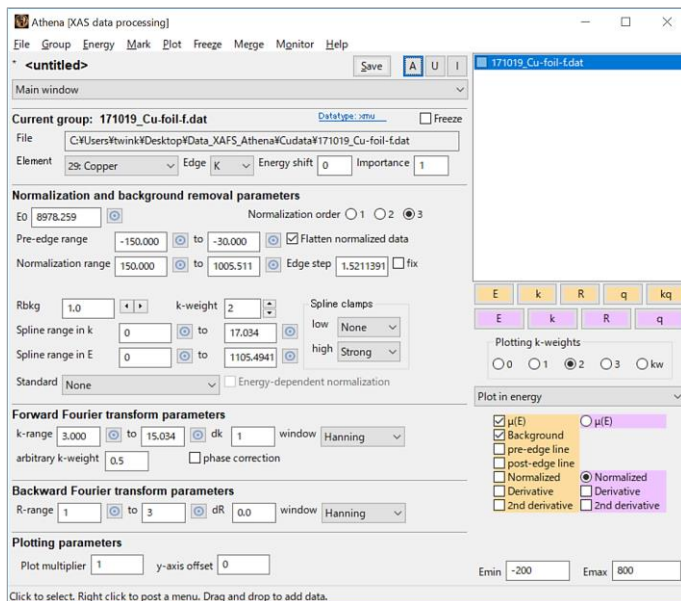 Athena [XAS data processing]
File Group Energy Mark Plot Freeze Merge Monitor Help
* <untitled> Save A U I
Main window
Current group: 171019_Cu-foil-f.dat Datatype: xmu Freeze
File C:¥Users¥twink¥Desktop¥Data_XAFS_Athena¥Cudata¥171019_Cu-foil-f.dat
Element 29: Copper Edge K Energy shift 0 Importance 1
Normalization and background removal parameters
E0 8978.259 Normalization order 1 2 3
Pre-edge range -150.000 to -30.000 Flatten normalized data
Normalization range 150.000 to 1005.511 Edge step 1.5211391 fix
Rbkg 1.0 k-weight 2 Spline clamps
Spline range in k 0 to 17.034 low None
Spline range in E 0 to 1105.4941 high Strong
Standard None Energy-dependent normalization
Forward Fourier transform parameters
k-range 3.000 to 15.034 dk 1 window Hanning
arbitrary k-weight 0.5 phase correction
Backward Fourier transform parameters
R-range 1 to 3 dR 0.0 window Hanning
Plotting parameters
Plot multiplier 1 y-axis offset 0
171019_Cu-foil-f.dat
E k R q kq
E k R q
Plotting k-weights
0 1 2 3 kw
Plot in energy
μ(E) μ(E)
Background
pre-edge line
post-edge line
Normalized Normalized
Derivative Derivative
2nd derivative 2nd derivative
Emin -200 Emax 800
Click to select. Right click to post a menu. Drag and drop to add data.